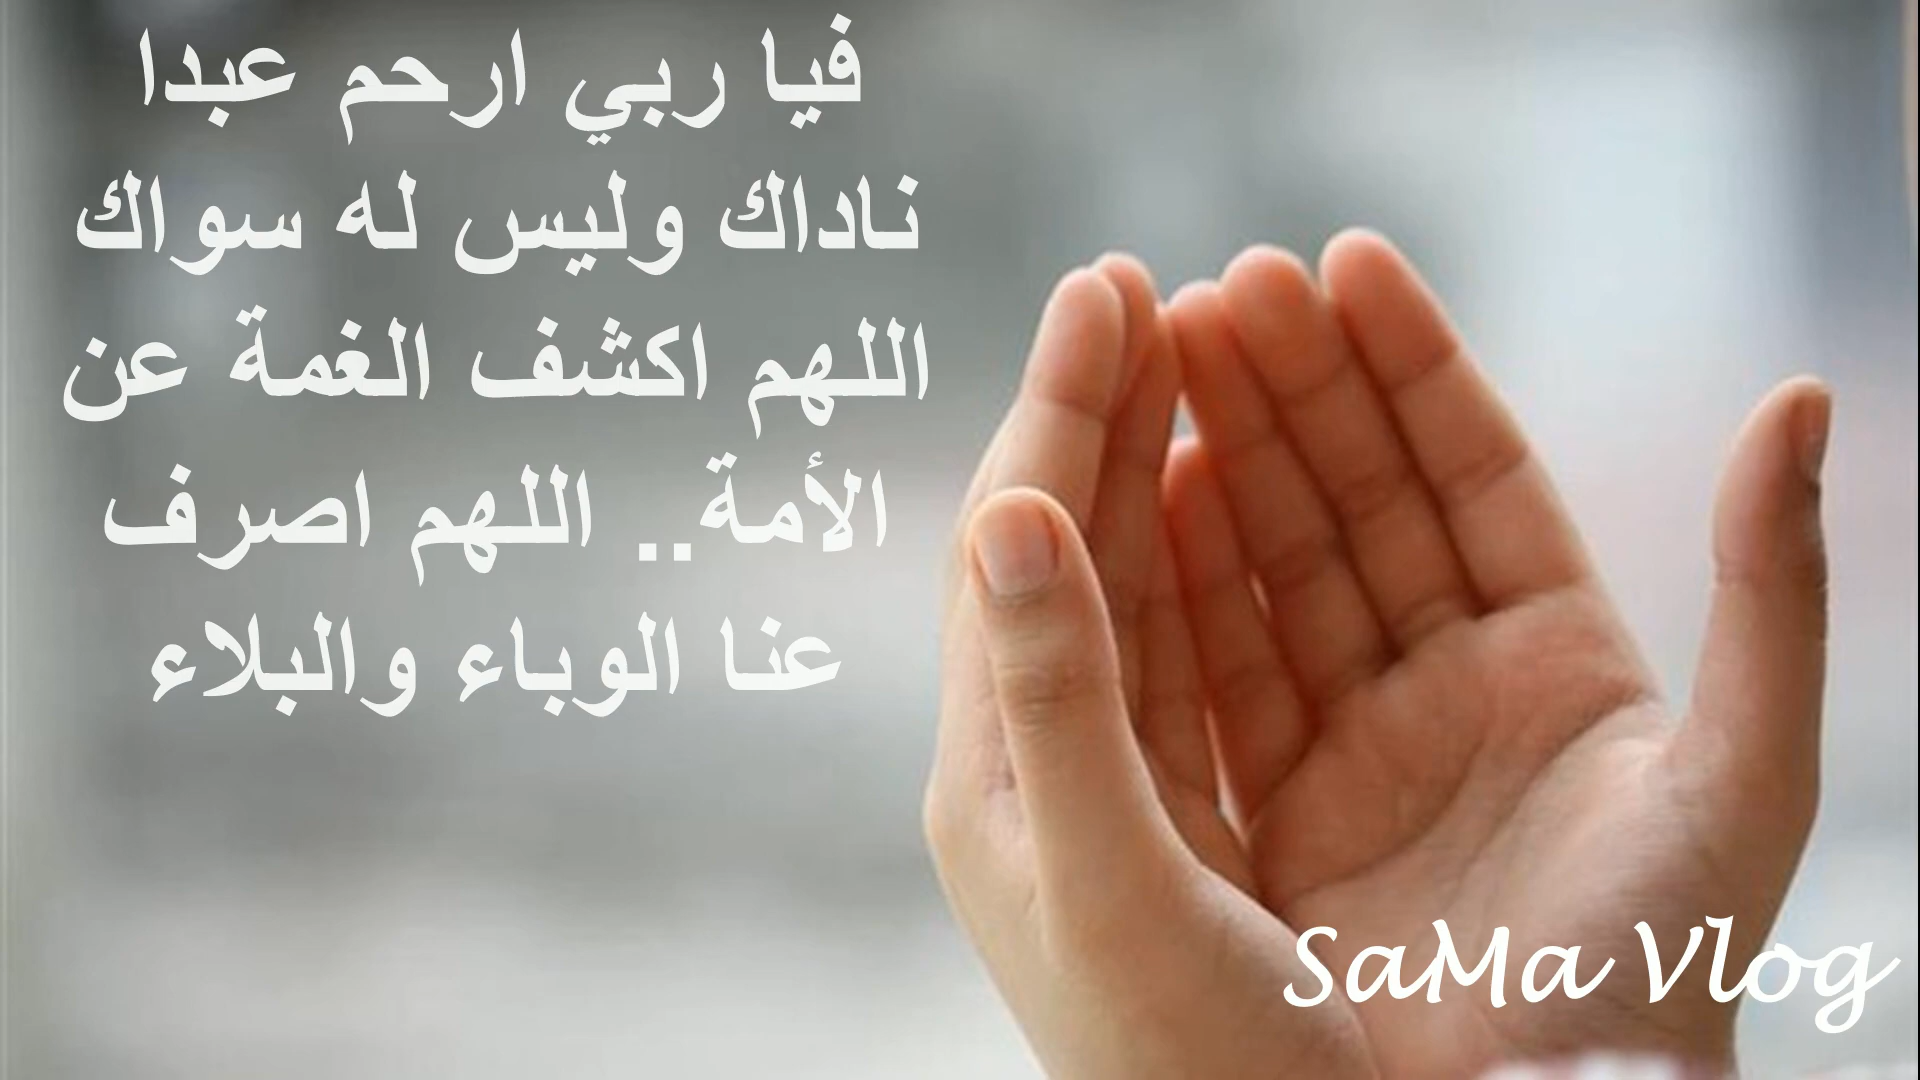 فيا ربي ارحم عبدا
ناداك وليس له سواك
اللهم اكشف الغمة عن
الأمة.. اللهم اصرف
عنا الوباء والبلاء
SaMa Vlog